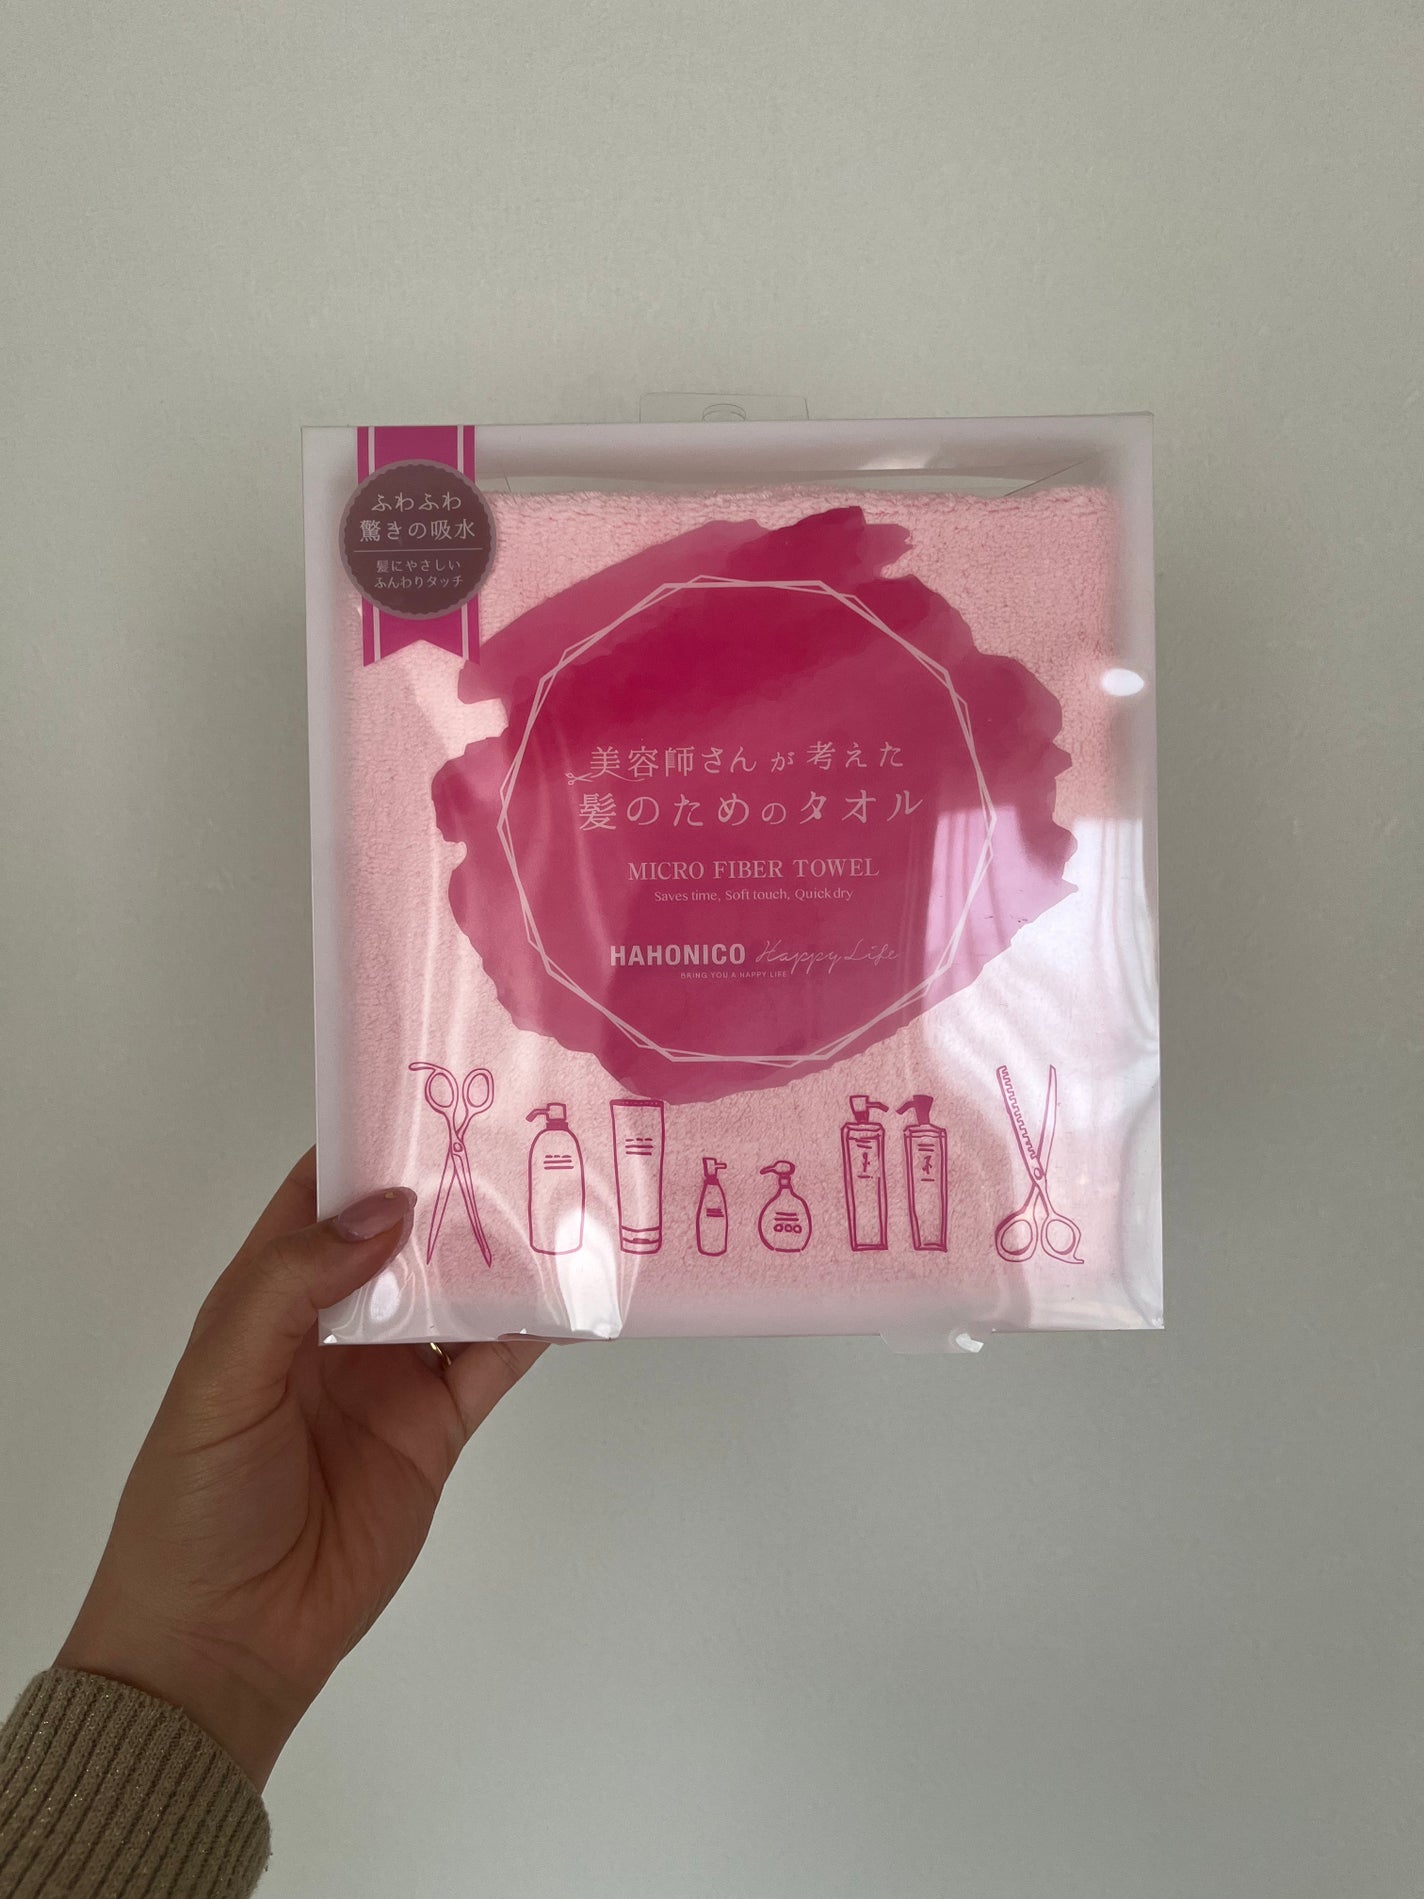 ふわふわ
驚きの吸水
髪にやさしい
ふんわりタッチ
美容師さんが考えた
髪のためのタオル
MICRO FIBER TOWEL
Saves time, Soft touch, Quick dry
HAHONICO Happy Life
BRING YOU A HAPPY LIFE